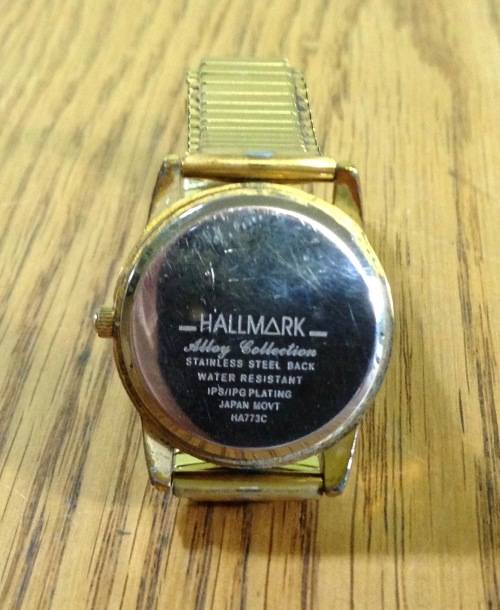 HALLMARK
Alloy Collection
STAINLESS STEEL BACK
WATER RESISTANT
IPS/IPG PLATING
JAPAN MOVT
HA773C